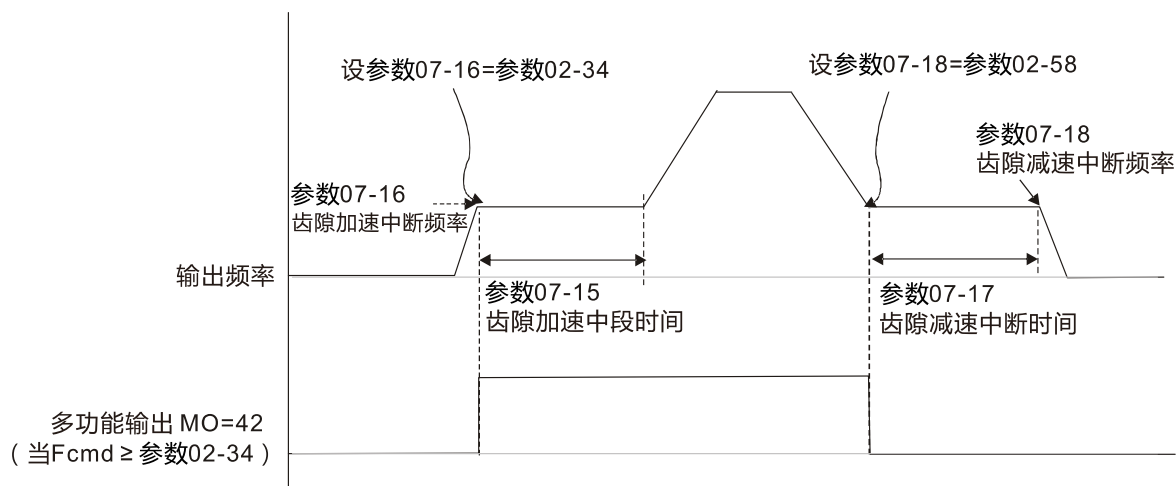 设参数07-16=参数02-34
设参数07-18=参数02-58
参数07-18
齿隙减速中断频率
参数07-16
齿隙加速中断频率
输出频率
参数07-15
齿隙加速中段时间
参数07-17
齿隙减速中断时间
多功能输出 MO=42
（当Fcmd ≥ 参数02-34）